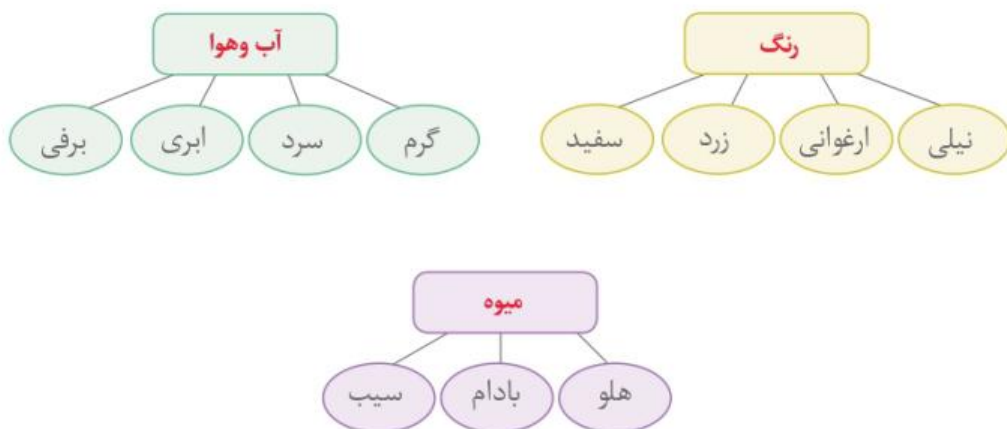 رنگ
نیلی ارغوانی زرد سفید
آب وهوا
گرم سرد ابری برفی
میوه
هلو بادام سیب